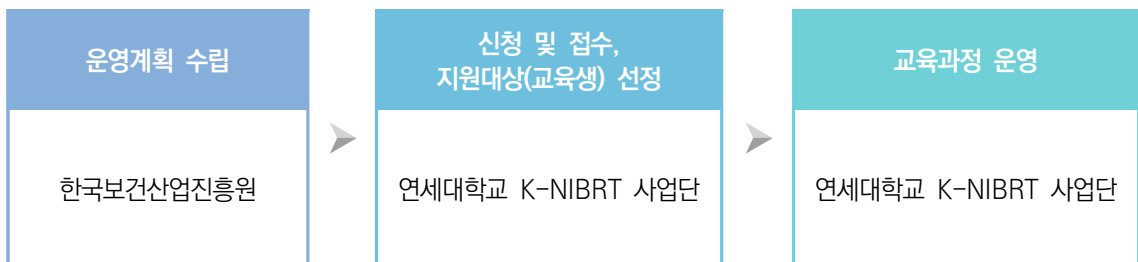 운영계획 수립
한국보건산업진흥원
신청 및 접수,
지원대상(교육생) 선정
연세대학교 K-NIBRT 사업단
교육과정 운영
연세대학교 K-NIBRT 사업단